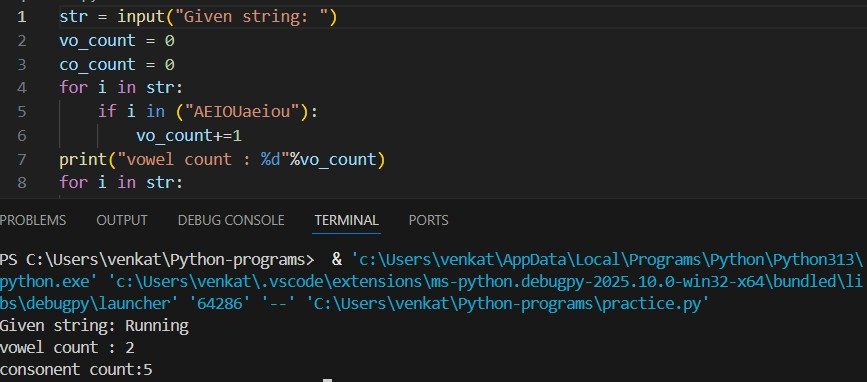 1 str = input("Given string: ")
2 vo_count = 0
3 co_count = 0
4 for i in str:
5     if i in ("AEIOUaeiou"):
6         vo_count+=1
7 print("vowel count : %d"%vo_count)
8 for i in str:
PROBLEMS OUTPUT DEBUG CONSOLE TERMINAL PORTS
PS C:\Users\venkat\Python-programs>  & 'c:\Users\venkat\AppData\Local\Programs\Python\Python313\
python.exe' 'c:\Users\venkat\.vscode\extensions\ms-python.debugpy-2025.10.0-win32-x64\bundled\li
bs\debugpy\launcher' '64286' '--' 'C:\Users\venkat\Python-programs\practice.py'
Given string: Running
vowel count : 2
consonent count:5